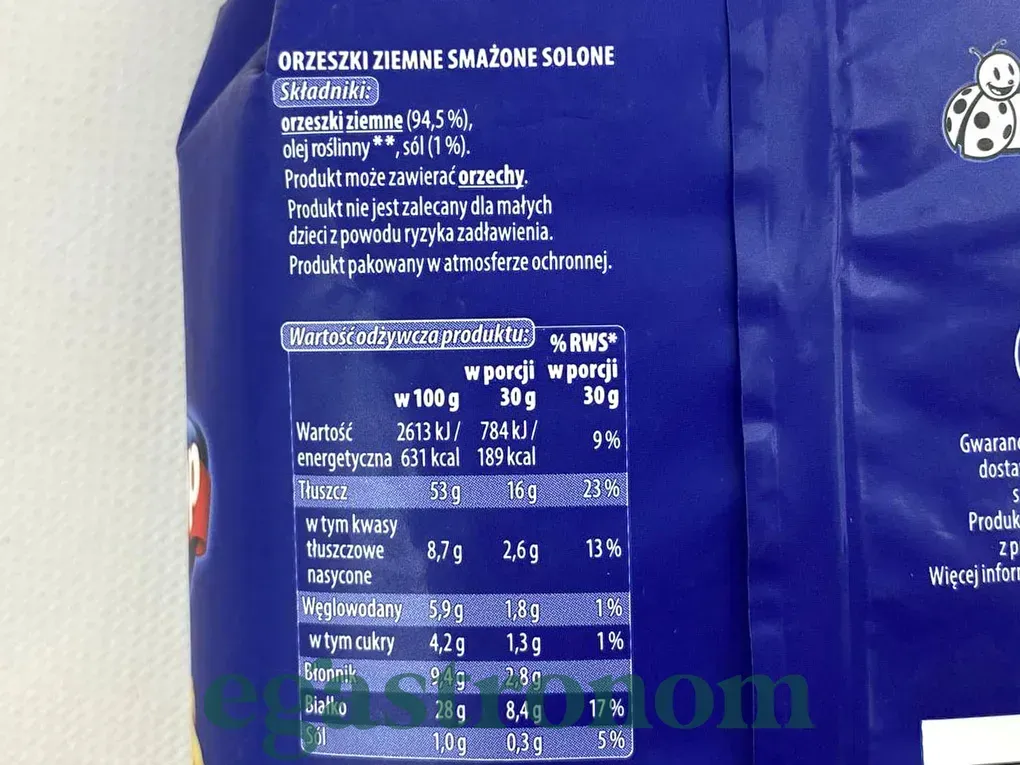 ORZESZKI ZIEMNE SMAŻONE SOLONE
Składniki:
orzeszki ziemne (94,5 %),
olej roślinny **, sól (1 %).
Produkt może zawierać orzechy.
Produkt nie jest zalecany dla małych
dzieci z powodu ryzyka zadławienia.
Produkt pakowany w atmosferze ochronnej.
Wartość odżywcza produktu: % RWS*
w porcji w porcji
w 100 g 30 g 30 g
Wartość 2613 kJ / 784 kJ / 9 %
energetyczna 631 kcal 189 kcal
Tłuszcz 53 g 16 g 23 %
w tym kwasy
tłuszczowe 8,7 g 2,6 g 13 %
nasycone
Węglowodany 5,9 g 1,8 g 1 %
w tym cukry 4,2 g 1,3 g 1 %
Błonnik 9,4 g 2,8 g
Białko 28 g 8,4 g 17 %
Sól 1,0 g 0,3 g 5 %
egastronom
Produk
z p
Więcej infor